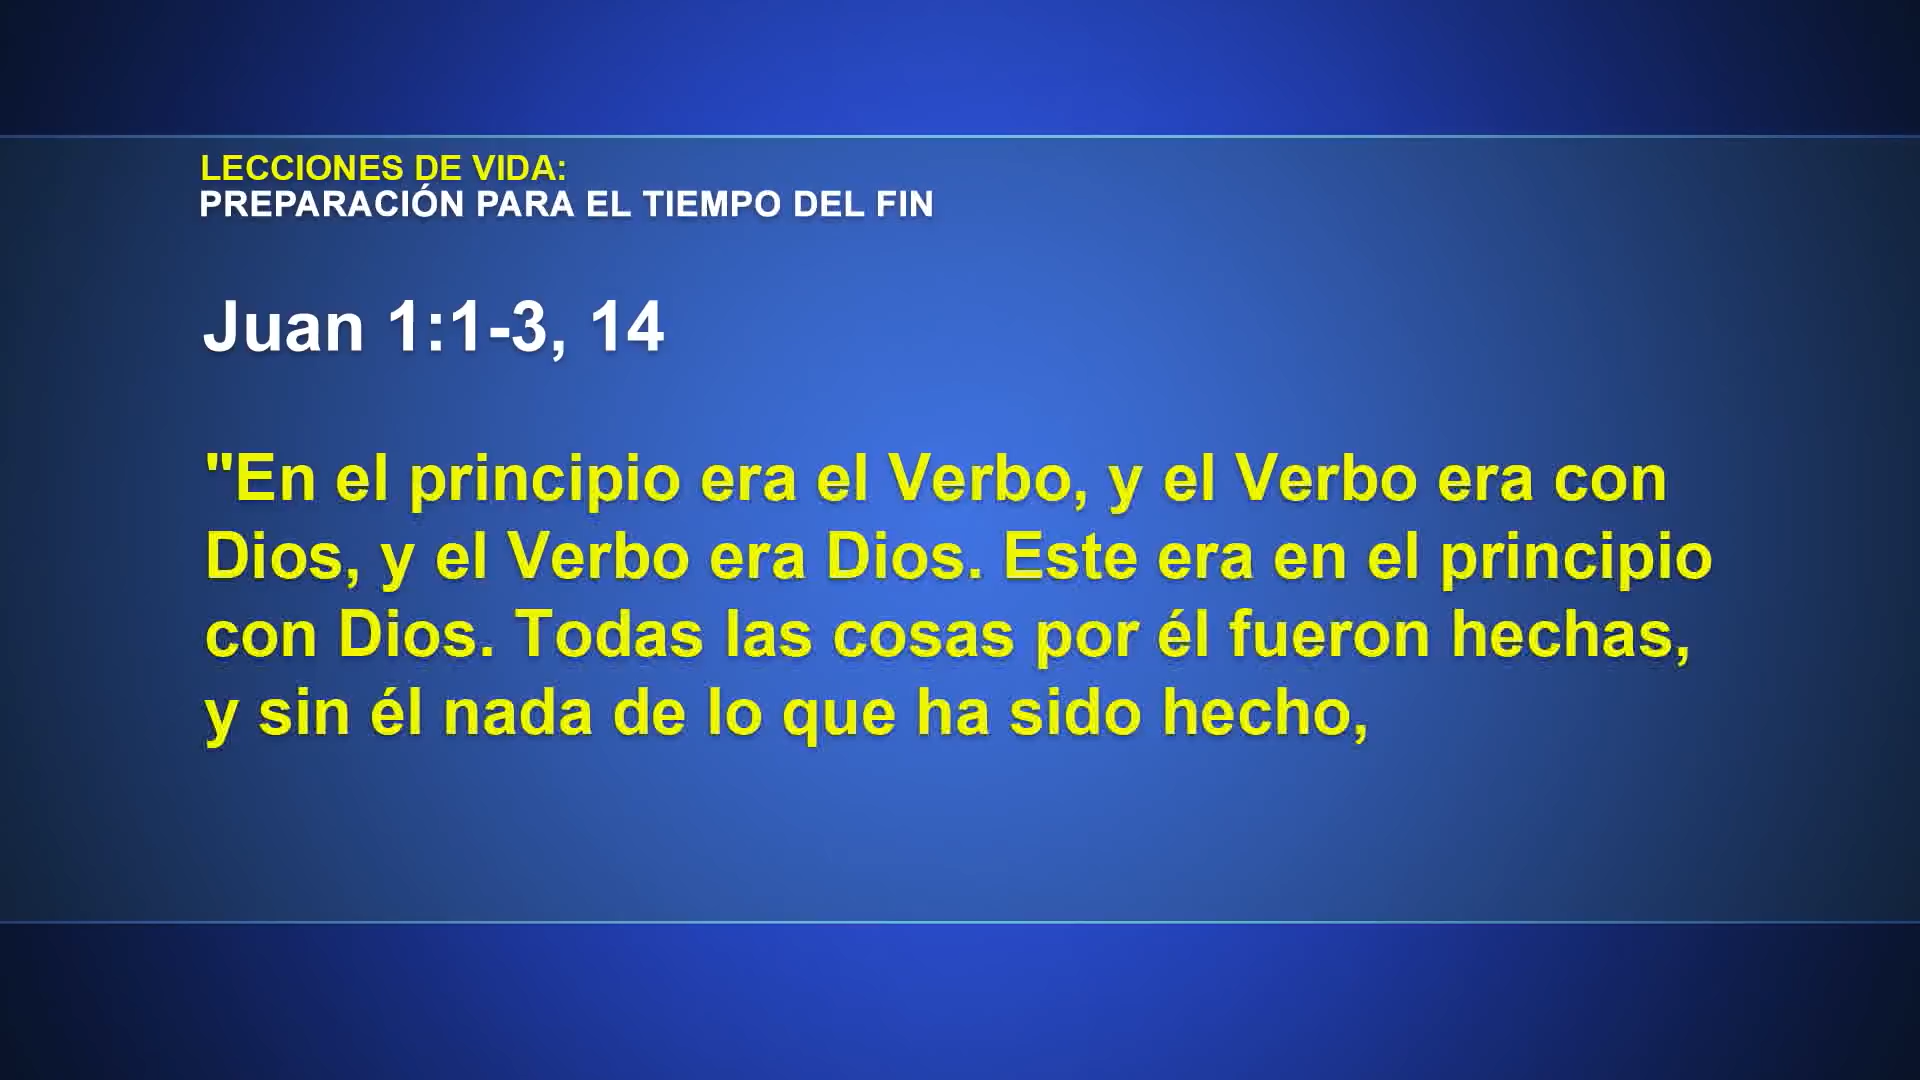 LECCIONES DE VIDA:
PREPARACIÓN PARA EL TIEMPO DEL FIN
Juan 1:1-3, 14
"En el principio era el Verbo, y el Verbo era con
Dios, y el Verbo era Dios. Este era en el principio
con Dios. Todas las cosas por él fueron hechas,
y sin él nada de lo que ha sido hecho,